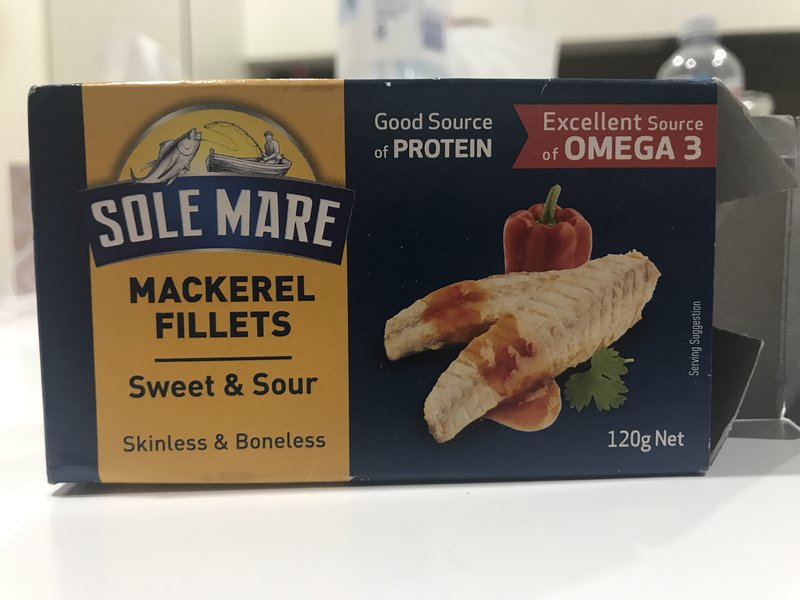 SOLE MARE
MACKEREL
FILLETS
Sweet & Sour
Skinless & Boneless
Good Source
of PROTEIN
Excellent Source
of OMEGA 3
Serving Suggestion
120g Net